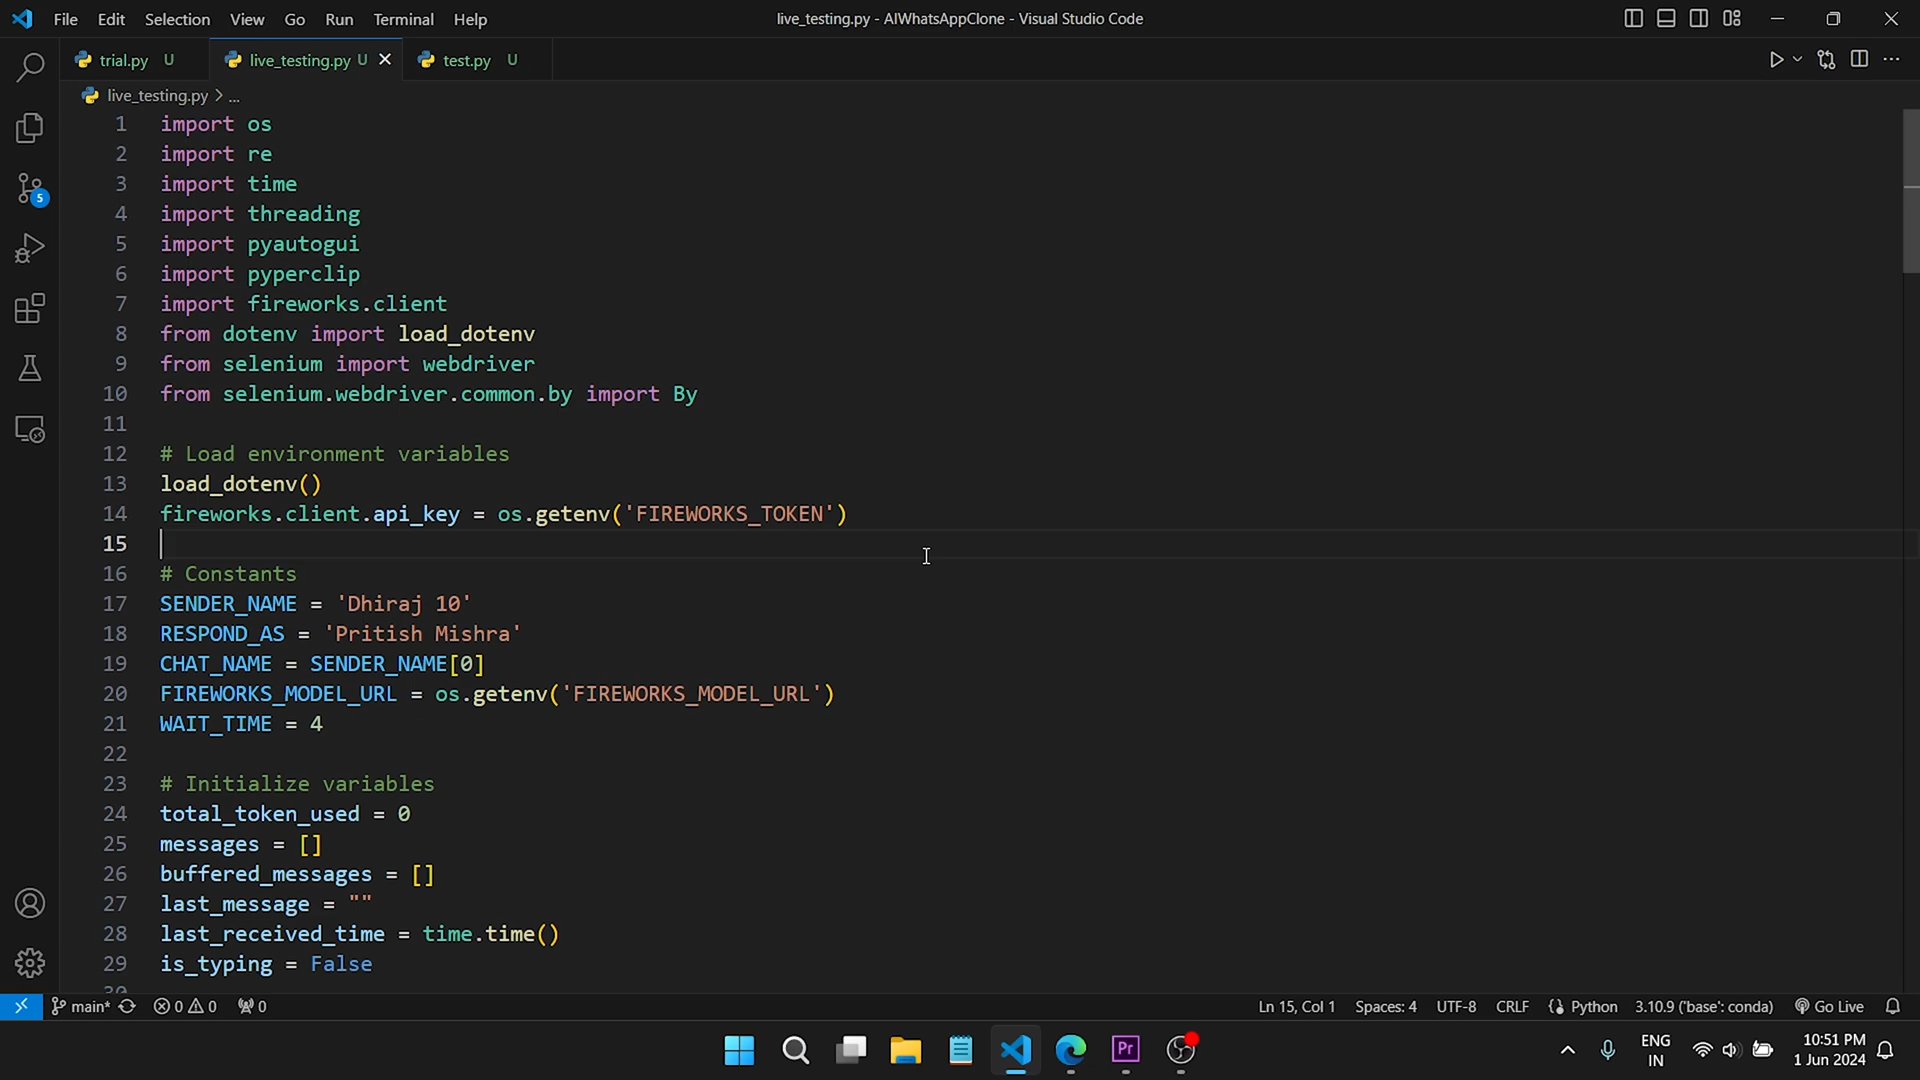 File Edit Selection View Go Run Terminal Help
live_testing.py - AIWhatsAppClone - Visual Studio Code
trial.py U
live_testing.py U
test.py U
live_testing.py > ...
1 import os
2 import re
3 import time
4 import threading
5 import pyautogui
6 import pyperclip
7 import fireworks.client
8 from dotenv import load_dotenv
9 from selenium import webdriver
10 from selenium.webdriver.common.by import By
11
12 # Load environment variables
13 load_dotenv()
14 fireworks.client.api_key = os.getenv('FIREWORKS_TOKEN')
15
16 # Constants
17 SENDER_NAME = 'Dhiraj 10'
18 RESPOND_AS = 'Pritish Mishra'
19 CHAT_NAME = SENDER_NAME[0]
20 FIREWORKS_MODEL_URL = os.getenv('FIREWORKS_MODEL_URL')
21 WAIT_TIME = 4
22
23 # Initialize variables
24 total_token_used = 0
25 messages = []
26 buffered_messages = []
27 last_message = ""
28 last_received_time = time.time()
29 is_typing = False
30
5
main* 0 0 0
Ln 15, Col 1 Spaces: 4 UTF-8 CRLF Python 3.10.9 ('base': conda) Go Live
Pr
ENG
IN
10:51 PM
1 Jun 2024